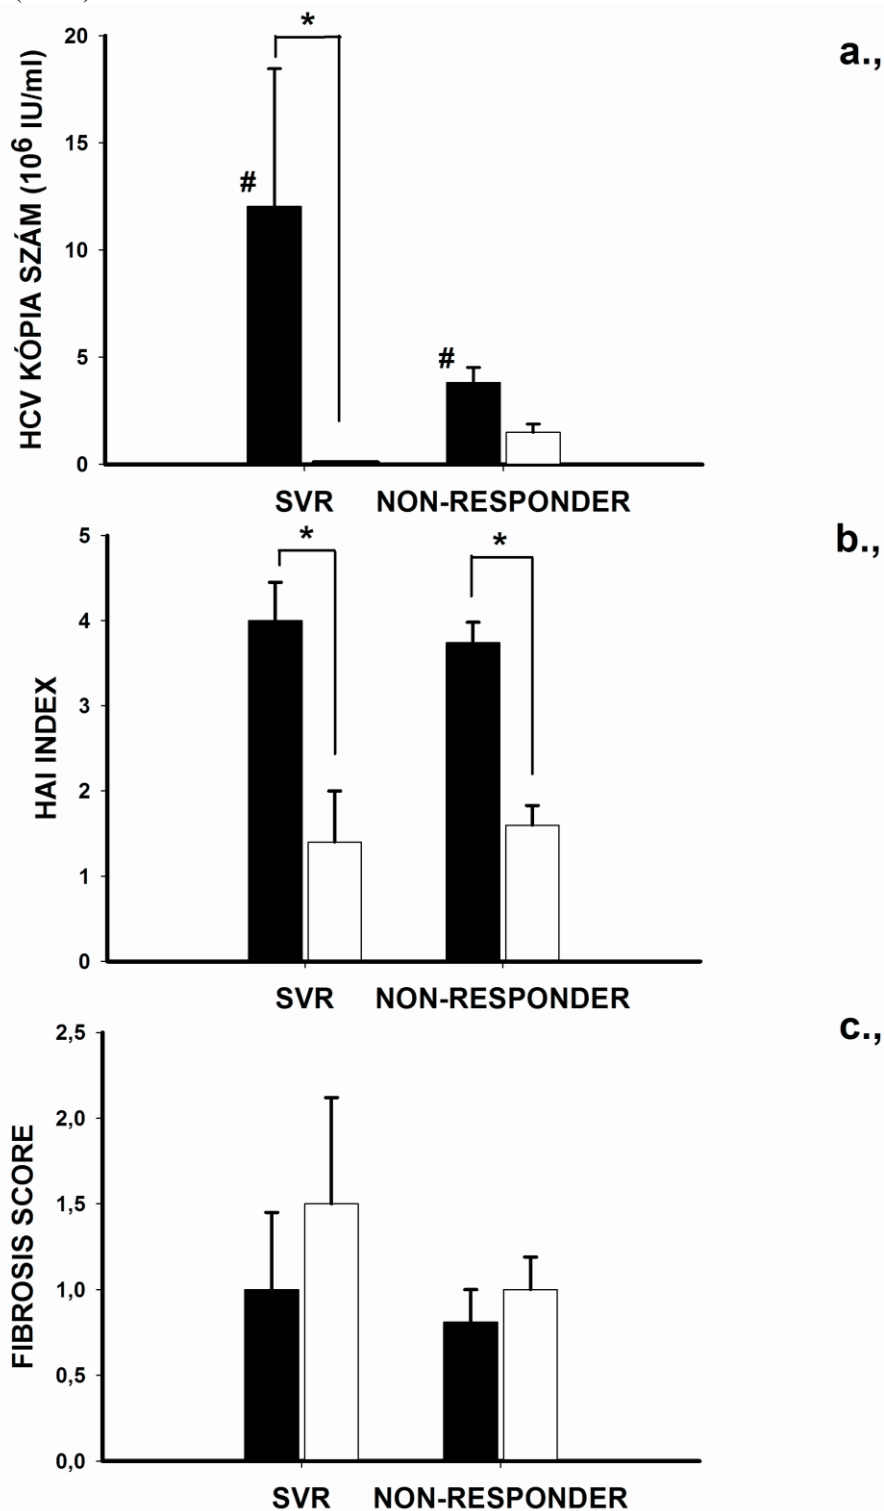 *
a.,
20
15
10
5
0
HCV KÓPIA SZÁM (10⁶ IU/ml)
#
#
SVR NON-RESPONDER
b.,
5
4
3
2
1
0
HAI INDEX
*
*
SVR NON-RESPONDER
c.,
2,5
2,0
1,5
1,0
0,5
0,0
FIBROSIS SCORE
SVR NON-RESPONDER